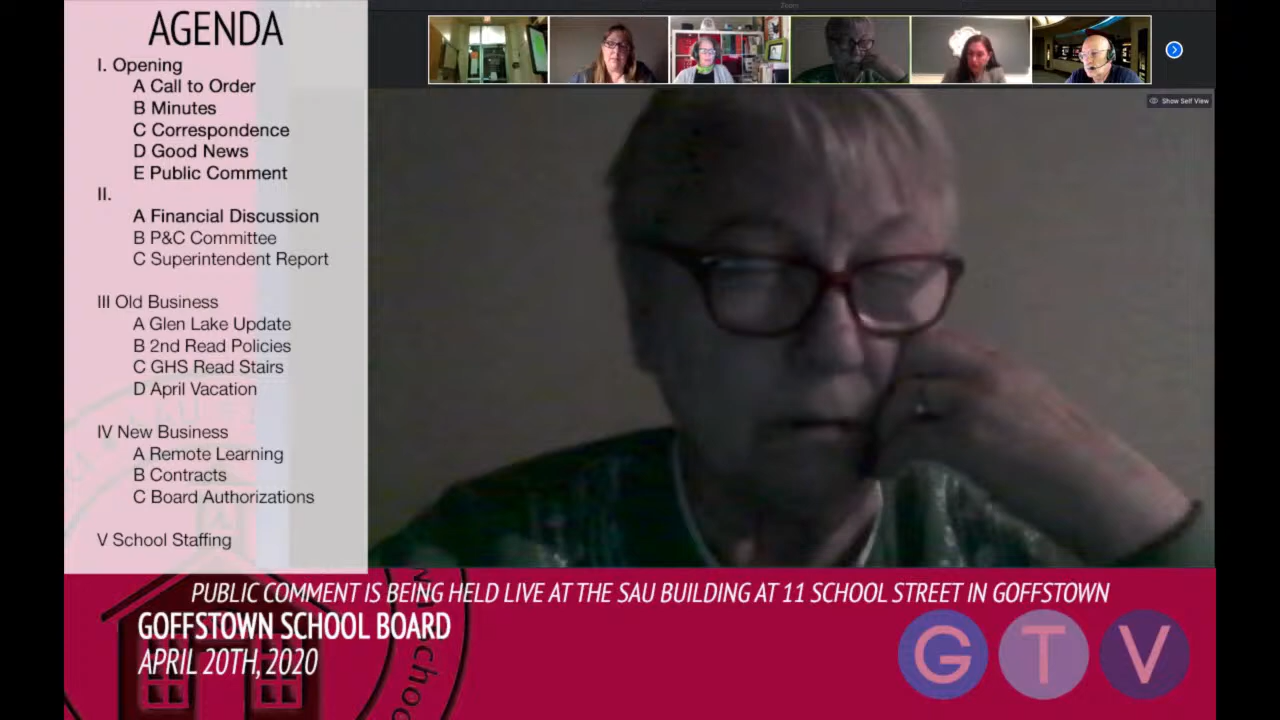 AGENDA
I. Opening
A Call to Order
B Minutes
C Correspondence
D Good News
E Public Comment
II.
A Financial Discussion
B P&C Committee
C Superintendent Report
III Old Business
A Glen Lake Update
B 2nd Read Policies
C GHS Read Stairs
D April Vacation
IV New Business
A Remote Learning
B Contracts
C Board Authorizations
V School Staffing
Zoom
Show Self View
PUBLIC COMMENT IS BEING HELD LIVE AT THE SAU BUILDING AT 11 SCHOOL STREET IN GOFFSTOWN
GOFFSTOWN SCHOOL BOARD
APRIL 20TH, 2020
G T V